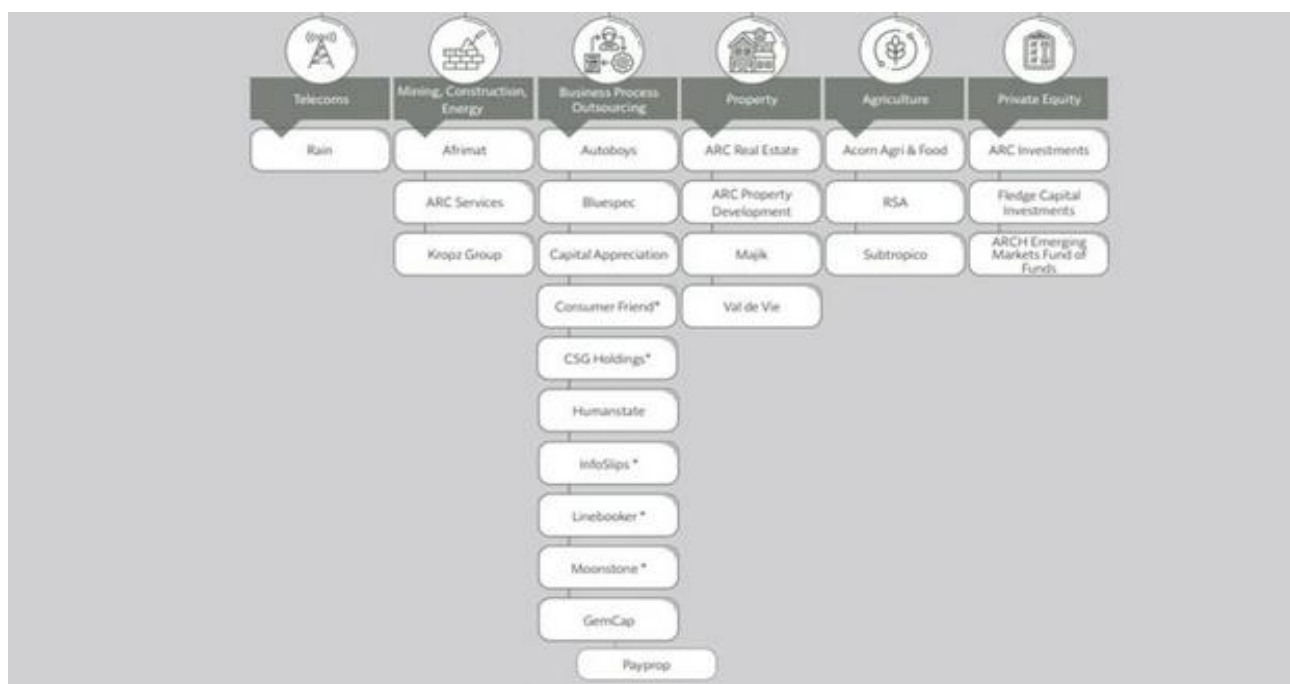 Telecoms
Rain
Mining, Construction,
Energy
Afrimat
ARC Services
Kropz Group
Business Process
Outsourcing
Autoboys
Bluespec
Capital Appreciation
Consumer Friend*
CSG Holdings*
Humanstate
InfoSlips *
Linebooker *
Moonstone *
GemCap
Payprop
Property
ARC Real Estate
ARC Property
Development
Majik
Val de Vie
Agriculture
Acorn Agri & Food
RSA
Subtropico
Private Equity
ARC Investments
Fledge Capital
Investments
ARCH Emerging
Markets Fund of
Funds